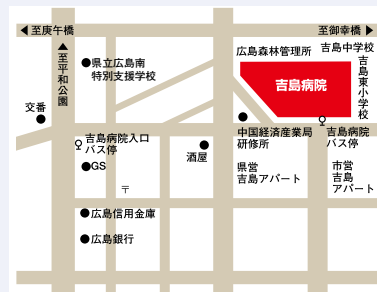 ◀至庚午橋
至御幸橋▶
▲至平和公園
県立広島南
特別支援学校
広島森林管理所
吉島中学校
吉島東小学校
吉島病院
交番
吉島病院入口
バス停
GS
〒
酒屋
中国経済産業局
研修所
県営
吉島アパート
吉島病院
バス停
市営
吉島
アパート
広島信用金庫
広島銀行